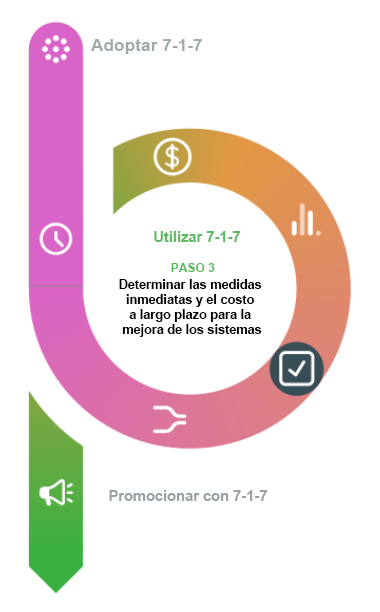 Adoptar 7-1-7
Utilizar 7-1-7
PASO 3
Determinar las medidas
inmediatas y el costo
a largo plazo para la
mejora de los sistemas
Promocionar con 7-1-7